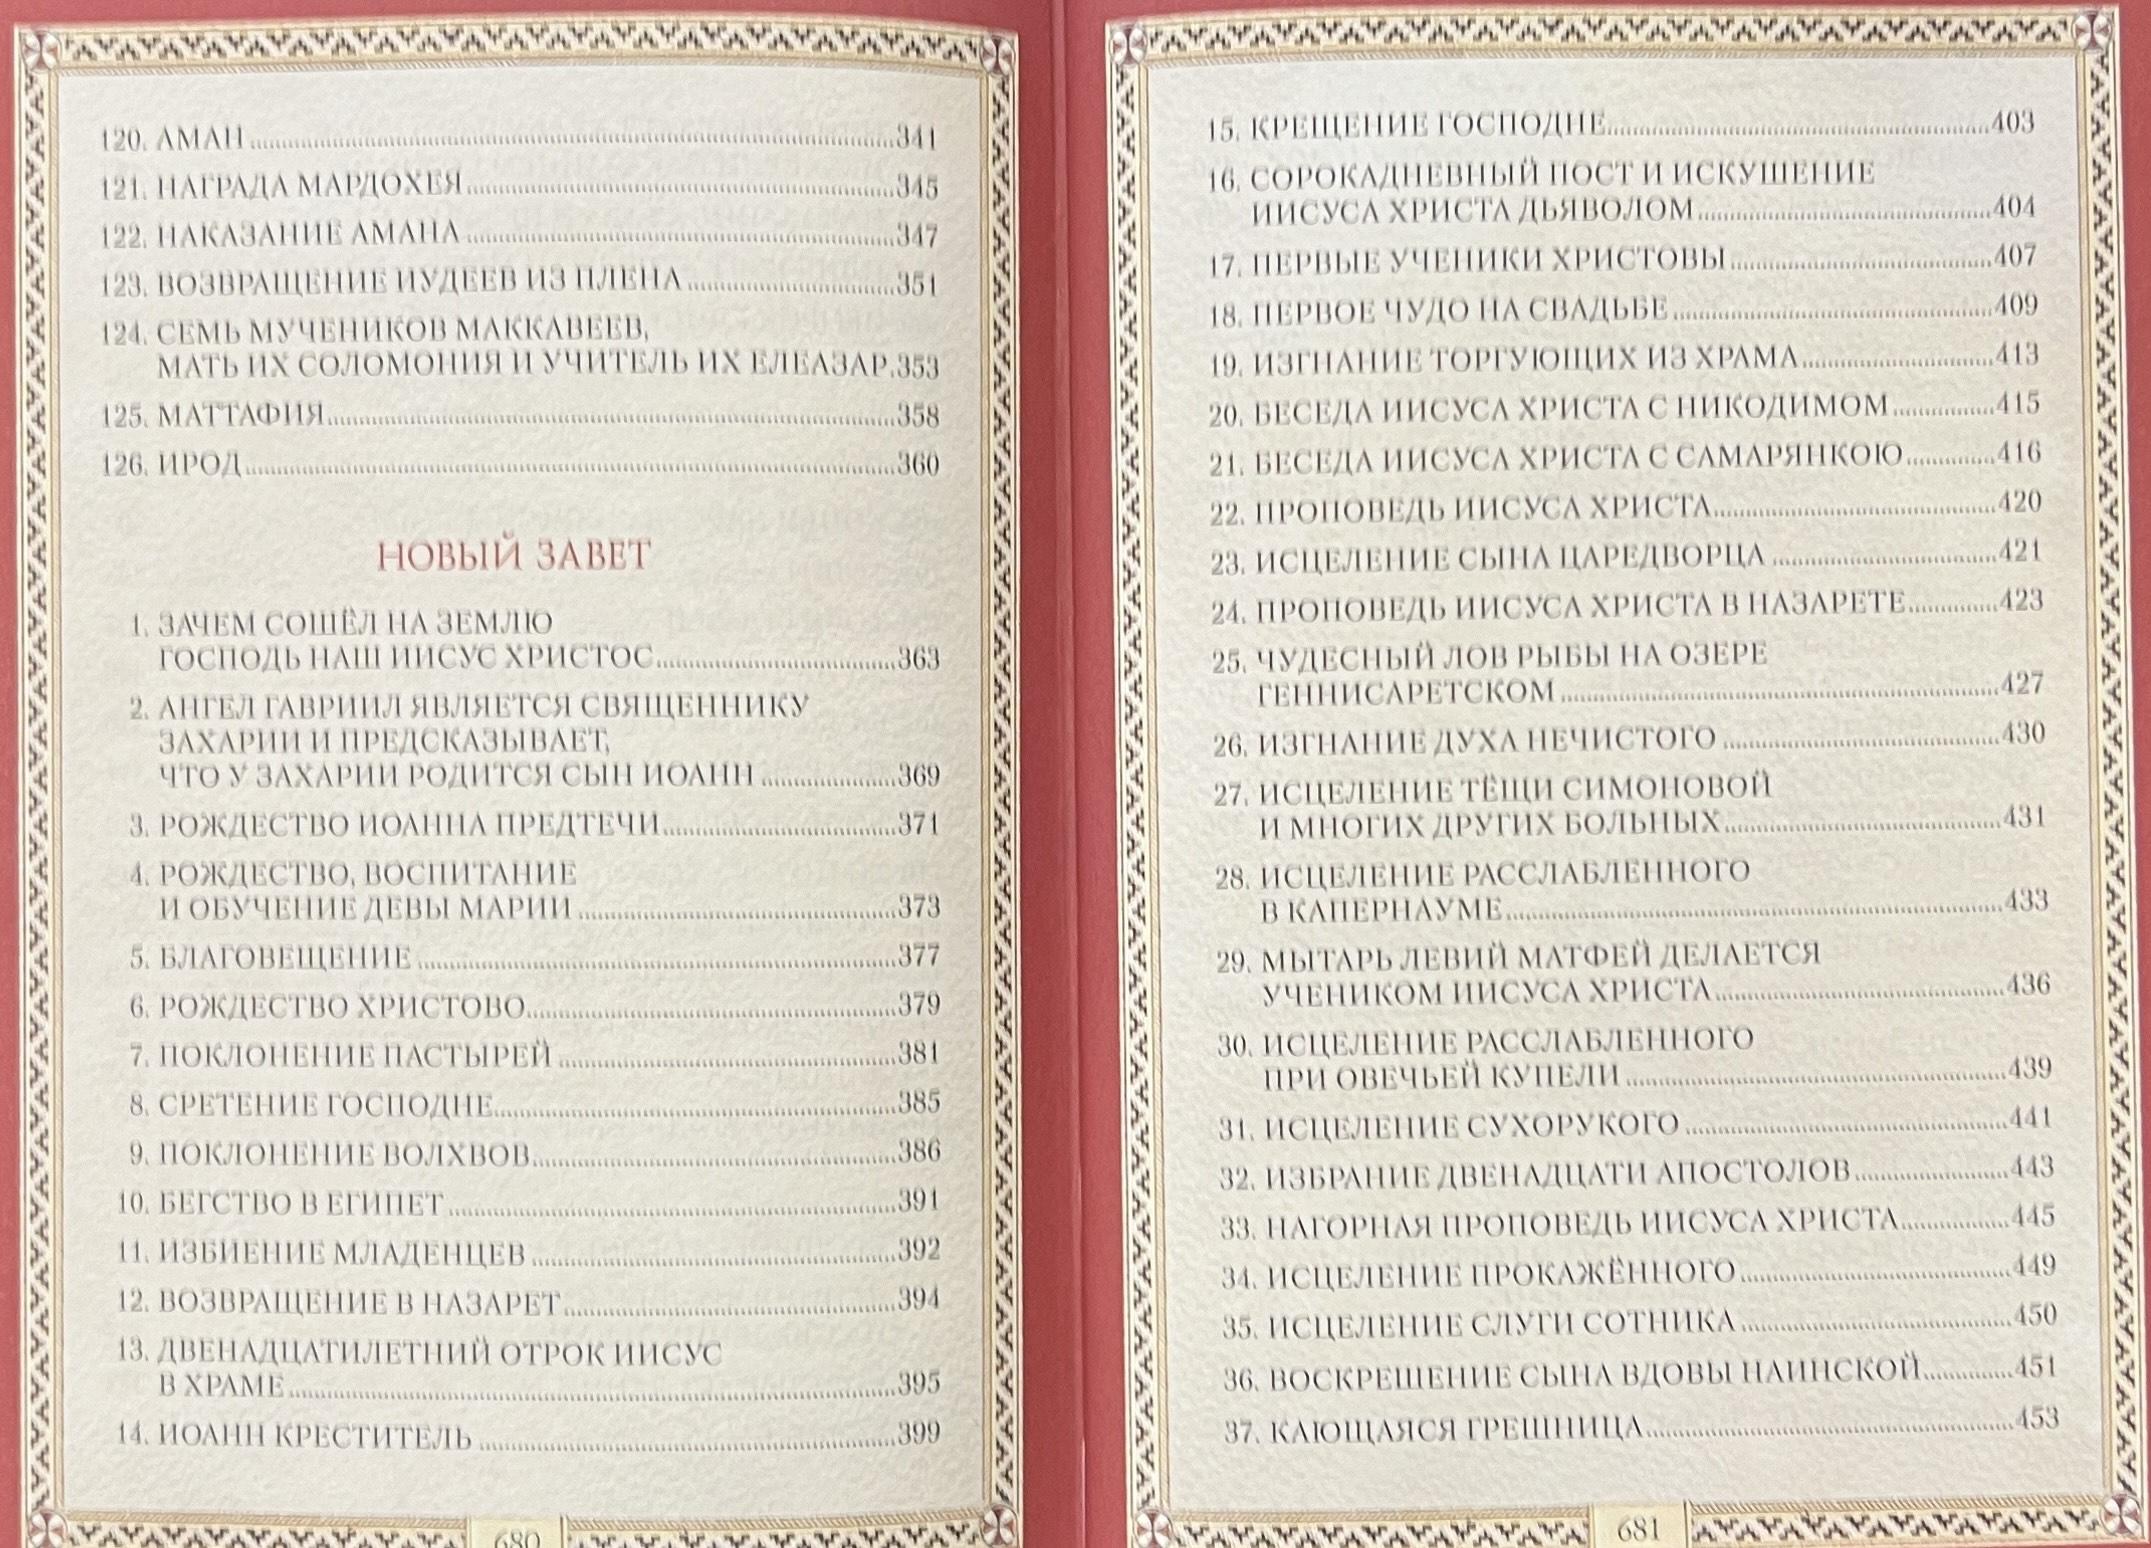 120. АМАН 341
121. НАГРАДА МАРДОХЕЯ 345
122. НАКАЗАНИЕ АМАНА 347
123. ВОЗВРАЩЕНИЕ ИУДЕЕВ ИЗ ПЛЕНА 351
124. СЕМЬ МУЧЕНИКОВ МАККАВЕЕВ,
МАТЬ ИХ СОЛОМОНИЯ И УЧИТЕЛЬ ИХ ЕЛЕАЗАР 353
125. МАТТАФИЯ 358
126. ИРОД 360
НОВЫЙ ЗАВЕТ
1. ЗАЧЕМ СОШЁЛ НА ЗЕМЛЮ
ГОСПОДЬ НАШ ИИСУС ХРИСТОС 363
2. АНГЕЛ ГАВРИИЛ ЯВЛЯЕТСЯ СВЯЩЕННИКУ
ЗАХАРИИ И ПРЕДСКАЗЫВАЕТ,
ЧТО У ЗАХАРИИ РОДИТСЯ СЫН ИОАНН 369
3. РОЖДЕСТВО ИОАННА ПРЕДТЕЧИ 371
4. РОЖДЕСТВО, ВОСПИТАНИЕ
И ОБУЧЕНИЕ ДЕВЫ МАРИИ 373
5. БЛАГОВЕЩЕНИЕ 377
6. РОЖДЕСТВО ХРИСТОВО 379
7. ПОКЛОНЕНИЕ ПАСТЫРЕЙ 381
8. СРЕТЕНИЕ ГОСПОДНЕ 385
9. ПОКЛОНЕНИЕ ВОЛХВОВ 386
10. БЕГСТВО В ЕГИПЕТ 391
11. ИЗБИЕНИЕ МЛАДЕНЦЕВ 392
12. ВОЗВРАЩЕНИЕ В НАЗАРЕТ 394
13. ДВЕНАДЦАТИЛЕТНИЙ ОТРОК ИИСУС
В ХРАМЕ 395
14. ИОАНН КРЕСТИТЕЛЬ 399
680
15. КРЕЩЕНИЕ ГОСПОДНЕ 403
16. СОРОКАДНЕВНЫЙ ПОСТ И ИСКУШЕНИЕ
ИИСУСА ХРИСТА ДЬЯВОЛОМ 404
17. ПЕРВЫЕ УЧЕНИКИ ХРИСТОВЫ 407
18. ПЕРВОЕ ЧУДО НА СВАДЬБЕ 409
19. ИЗГНАНИЕ ТОРГУЮЩИХ ИЗ ХРАМА 413
20. БЕСЕДА ИИСУСА ХРИСТА С НИКОДИМОМ 415
21. БЕСЕДА ИИСУСА ХРИСТА С САМАРЯНКОЮ 416
22. ПРОПОВЕДЬ ИИСУСА ХРИСТА 420
23. ИСЦЕЛЕНИЕ СЫНА ЦАРЕДВОРЦА 421
24. ПРОПОВЕДЬ ИИСУСА ХРИСТА В НАЗАРЕТЕ 423
25. ЧУДЕСНЫЙ ЛОВ РЫБЫ НА ОЗЕРЕ
ГЕННИСАРЕТСКОМ 427
26. ИЗГНАНИЕ ДУХА НЕЧИСТОГО 430
27. ИСЦЕЛЕНИЕ ТЁЩИ СИМОНОВОЙ
И МНОГИХ ДРУГИХ БОЛЬНЫХ 431
28. ИСЦЕЛЕНИЕ РАССЛАБЛЕННОГО
В КАПЕРНАУМЕ 433
29. МЫТАРЬ ЛЕВИЙ МАТФЕЙ ДЕЛАЕТСЯ
УЧЕНИКОМ ИИСУСА ХРИСТА 436
30. ИСЦЕЛЕНИЕ РАССЛАБЛЕННОГО
ПРИ ОВЕЧЬЕЙ КУПЕЛИ 439
31. ИСЦЕЛЕНИЕ СУХОРУКОГО 441
32. ИЗБРАНИЕ ДВЕНАДЦАТИ АПОСТОЛОВ 443
33. НАГОРНАЯ ПРОПОВЕДЬ ИИСУСА ХРИСТА 445
34. ИСЦЕЛЕНИЕ ПРОКАЖЁННОГО 449
35. ИСЦЕЛЕНИЕ СЛУГИ СОТНИКА 450
36. ВОСКРЕШЕНИЕ СЫНА ВДОВЫ НАИНСКОЙ 451
37. КАЮЩАЯСЯ ГРЕШНИЦА 453
681